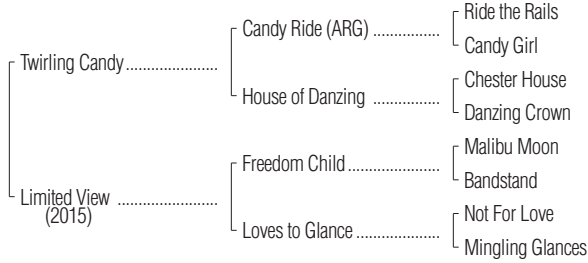 Ride the Rails
Candy Ride (ARG) ................
Candy Girl
Twirling Candy ......................
Chester House
House of Danzing ................
Danzing Crown
Malibu Moon
Freedom Child ......................
Bandstand
Limited View ........................
(2015)
Not For Love
Loves to Glance ....................
Mingling Glances